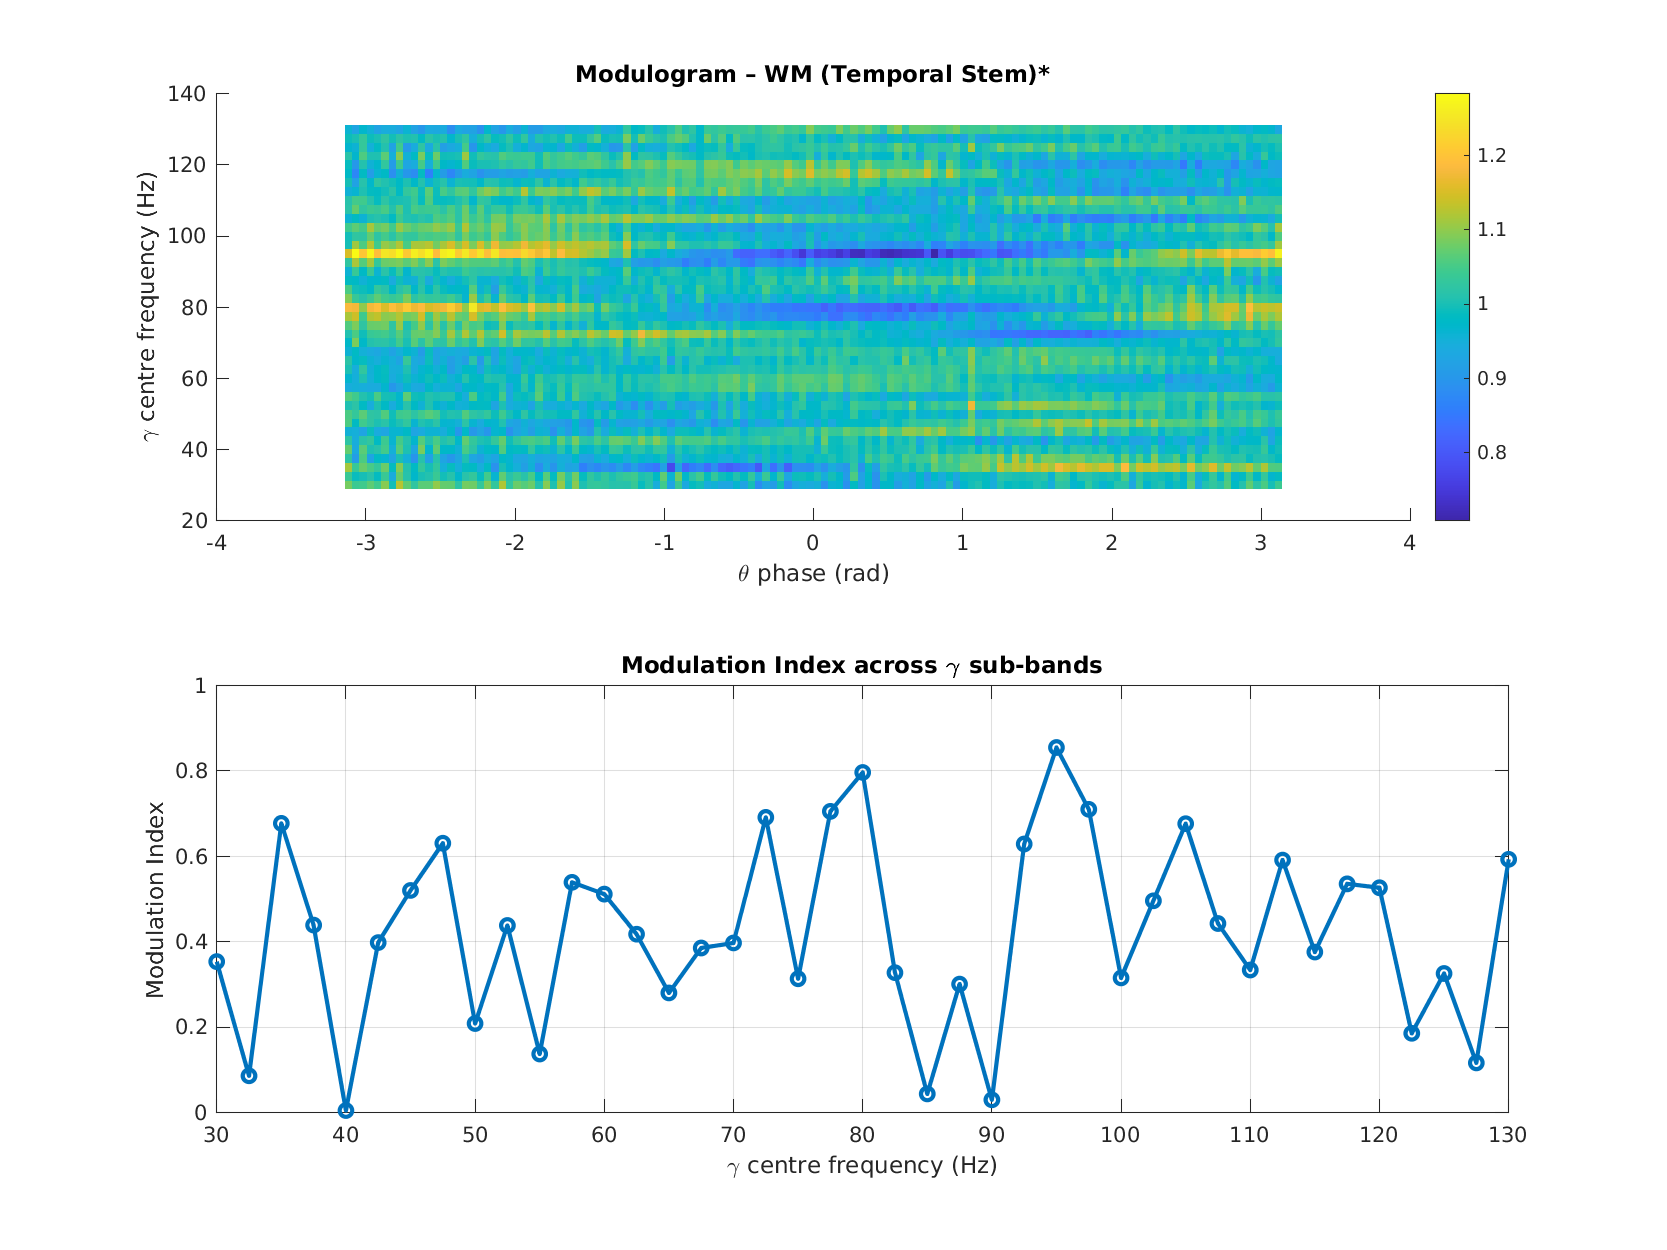 Modulogram – WM (Temporal Stem)*
γ centre frequency (Hz)
140
120
100
80
60
40
20
-4 -3 -2 -1 0 1 2 3 4
θ phase (rad)
1.2
1.1
1
0.9
0.8
Modulation Index across γ sub-bands
Modulation Index
1
0.8
0.6
0.4
0.2
0
30 40 50 60 70 80 90 100 110 120 130
γ centre frequency (Hz)